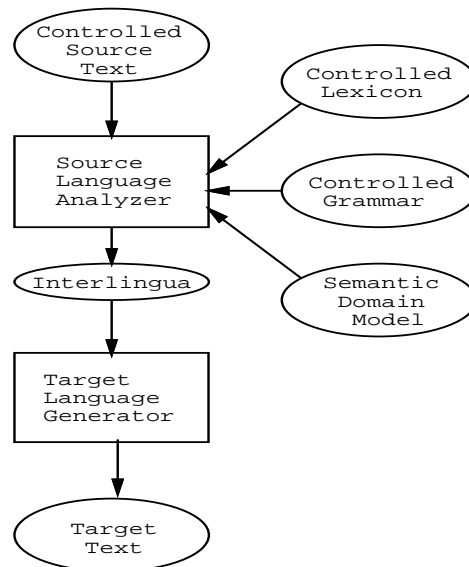 Controlled
Source
Text
Controlled
Lexicon
Source
Language
Analyzer
Controlled
Grammar
Interlingua
Semantic
Domain
Model
Target
Language
Generator
Target
Text